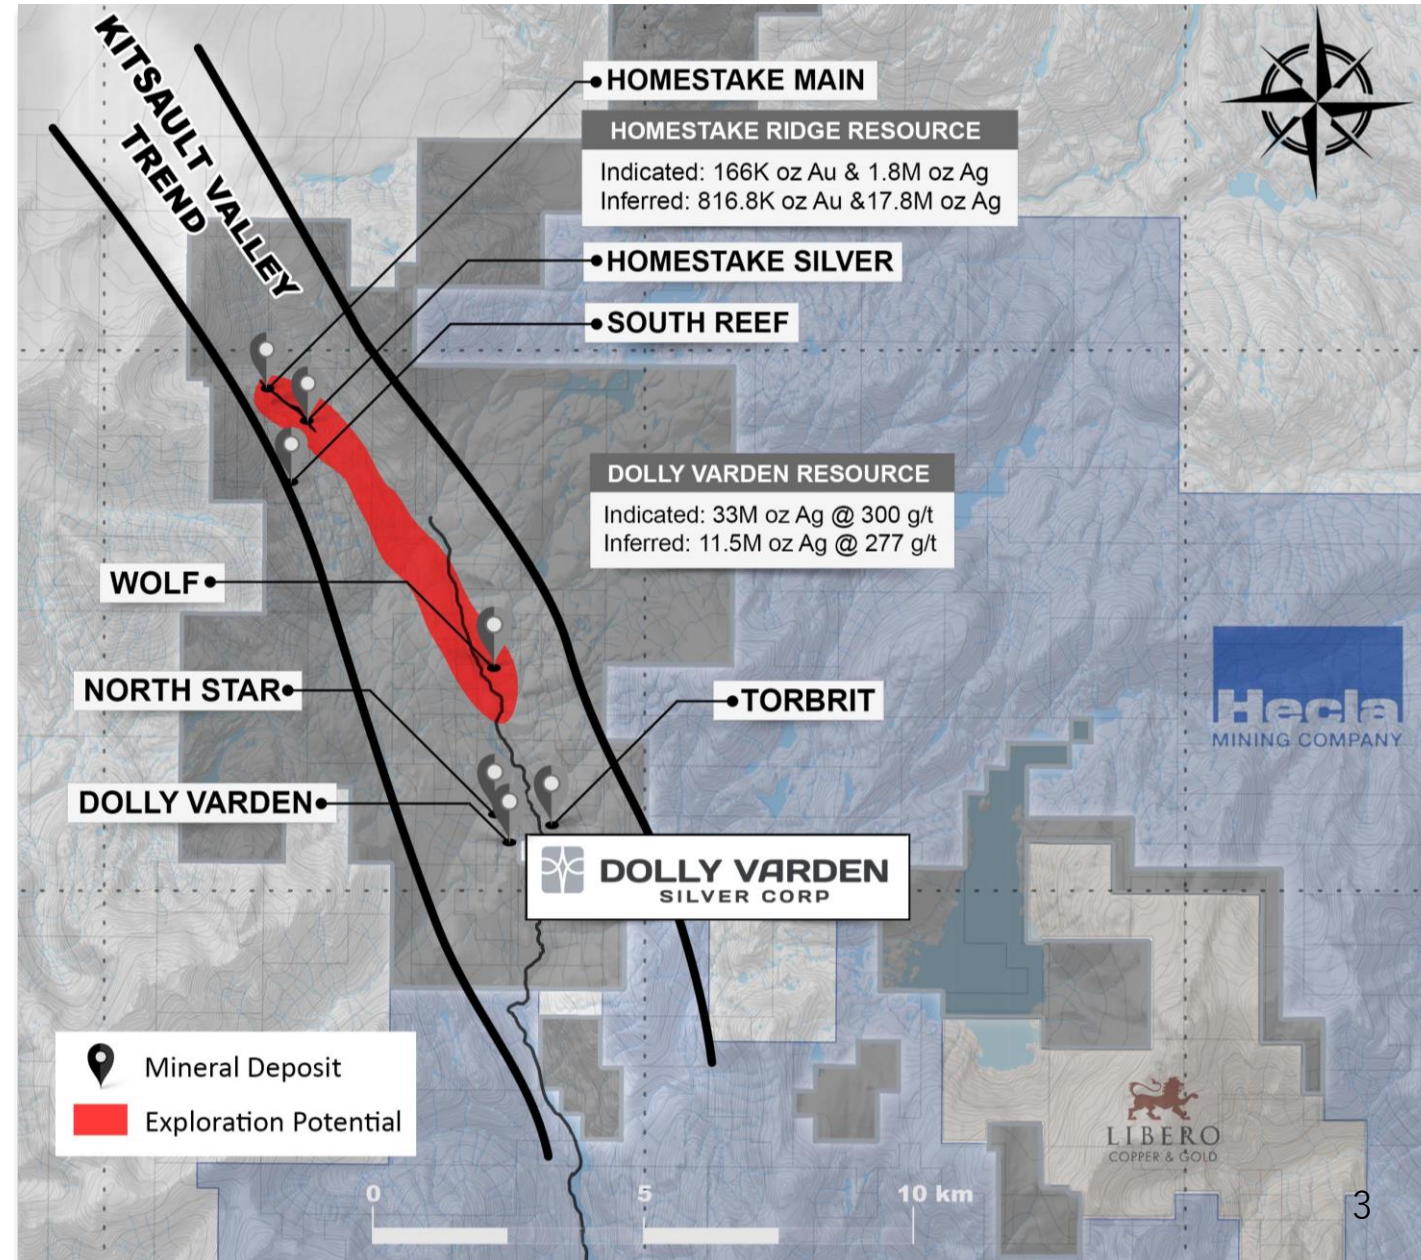 KITSAULT VALLEY
TREND
HOMESTAKE MAIN
HOMESTAKE RIDGE RESOURCE
Indicated: 166K oz Au & 1.8M oz Ag
Inferred: 816.8K oz Au &17.8M oz Ag
HOMESTAKE SILVER
SOUTH REEF
DOLLY VARDEN RESOURCE
Indicated: 33M oz Ag @ 300 g/t
Inferred: 11.5M oz Ag @ 277 g/t
WOLF
NORTH STAR
TORBRIT
Hecla
MINING COMPANY
DOLLY VARDEN
DOLLY VARDEN
SILVER CORP
Mineral Deposit
Exploration Potential
LIBERO
COPPER & GOLD
0 5 10 km
3